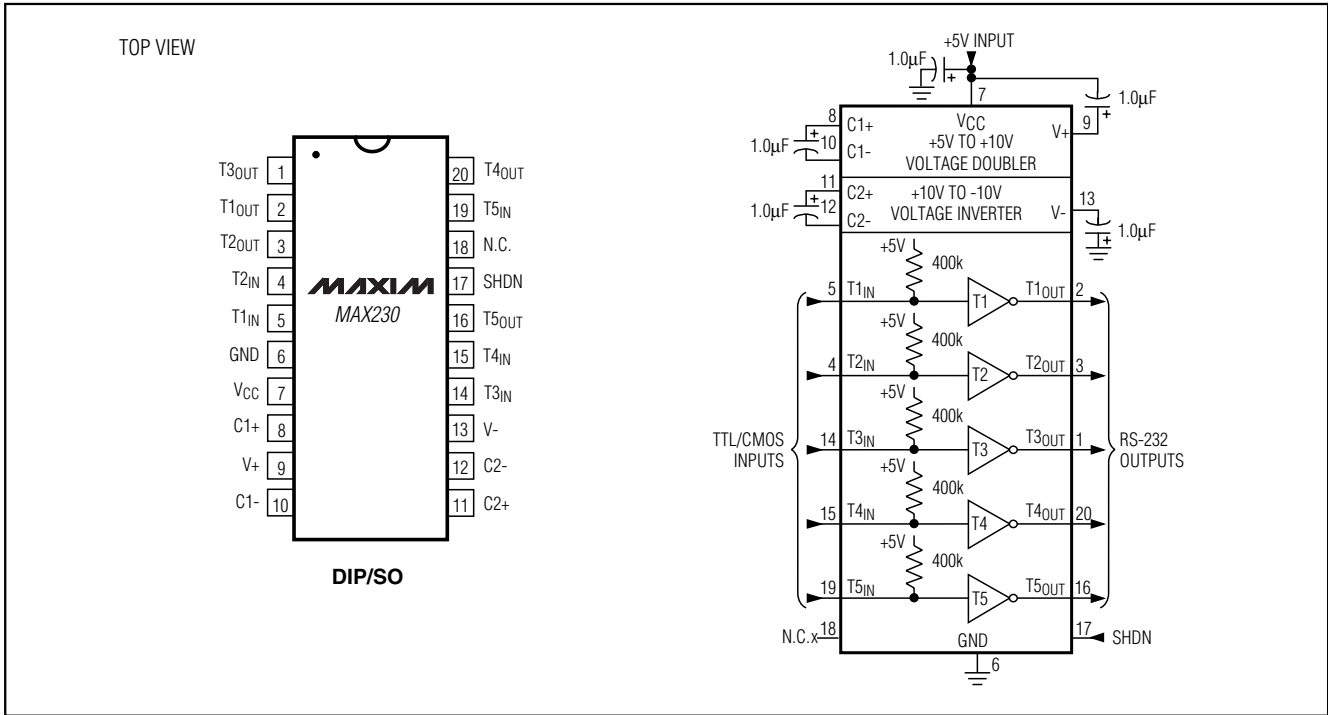 TOP VIEW
T3OUT 1
T1OUT 2
T2OUT 3
T2IN 4
T1IN 5
GND 6
VCC 7
C1+ 8
V+ 9
C1- 10
20 T4OUT
19 T5IN
18 N.C.
17 SHDN
16 T5OUT
15 T4IN
14 T3IN
13 V-
12 C2-
11 C2+
MAXIM
MAX230
DIP/SO
+5V INPUT
1.0µF
+
7
1.0µF
+
8 C1+
1.0µF + 10 C1-
VCC
+5V TO +10V
VOLTAGE DOUBLER
V+ 9
11 C2+
1.0µF + 12 C2-
+10V TO -10V
VOLTAGE INVERTER
V- 13
1.0µF
+
+5V
400k
5 T1IN T1 T1OUT 2
+5V
400k
4 T2IN T2 T2OUT 3
+5V
400k
14 T3IN T3 T3OUT 1
TTL/CMOS
INPUTS
RS-232
OUTPUTS
+5V
400k
15 T4IN T4 T4OUT 20
+5V
400k
19 T5IN T5 T5OUT 16
N.C.x 18
17 SHDN
GND
6